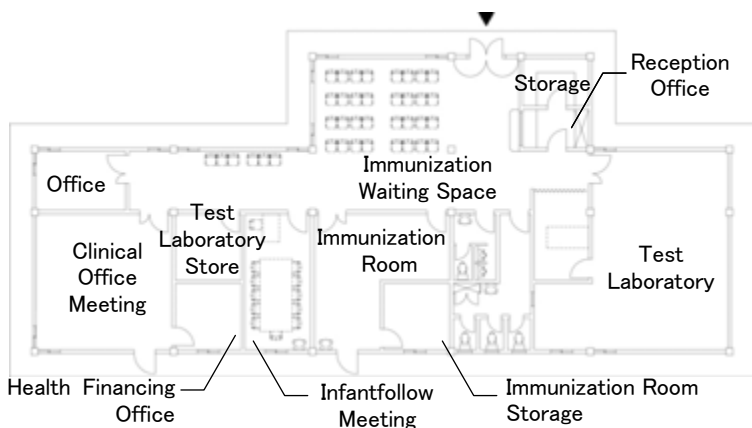 Reception
Office
Storage
Immunization
Waiting Space
Office
Test
Laboratory
Store
Immunization
Room
Clinical
Office
Meeting
Test
Laboratory
Health Financing
Office
Infantfollow
Meeting
Immunization Room
Storage